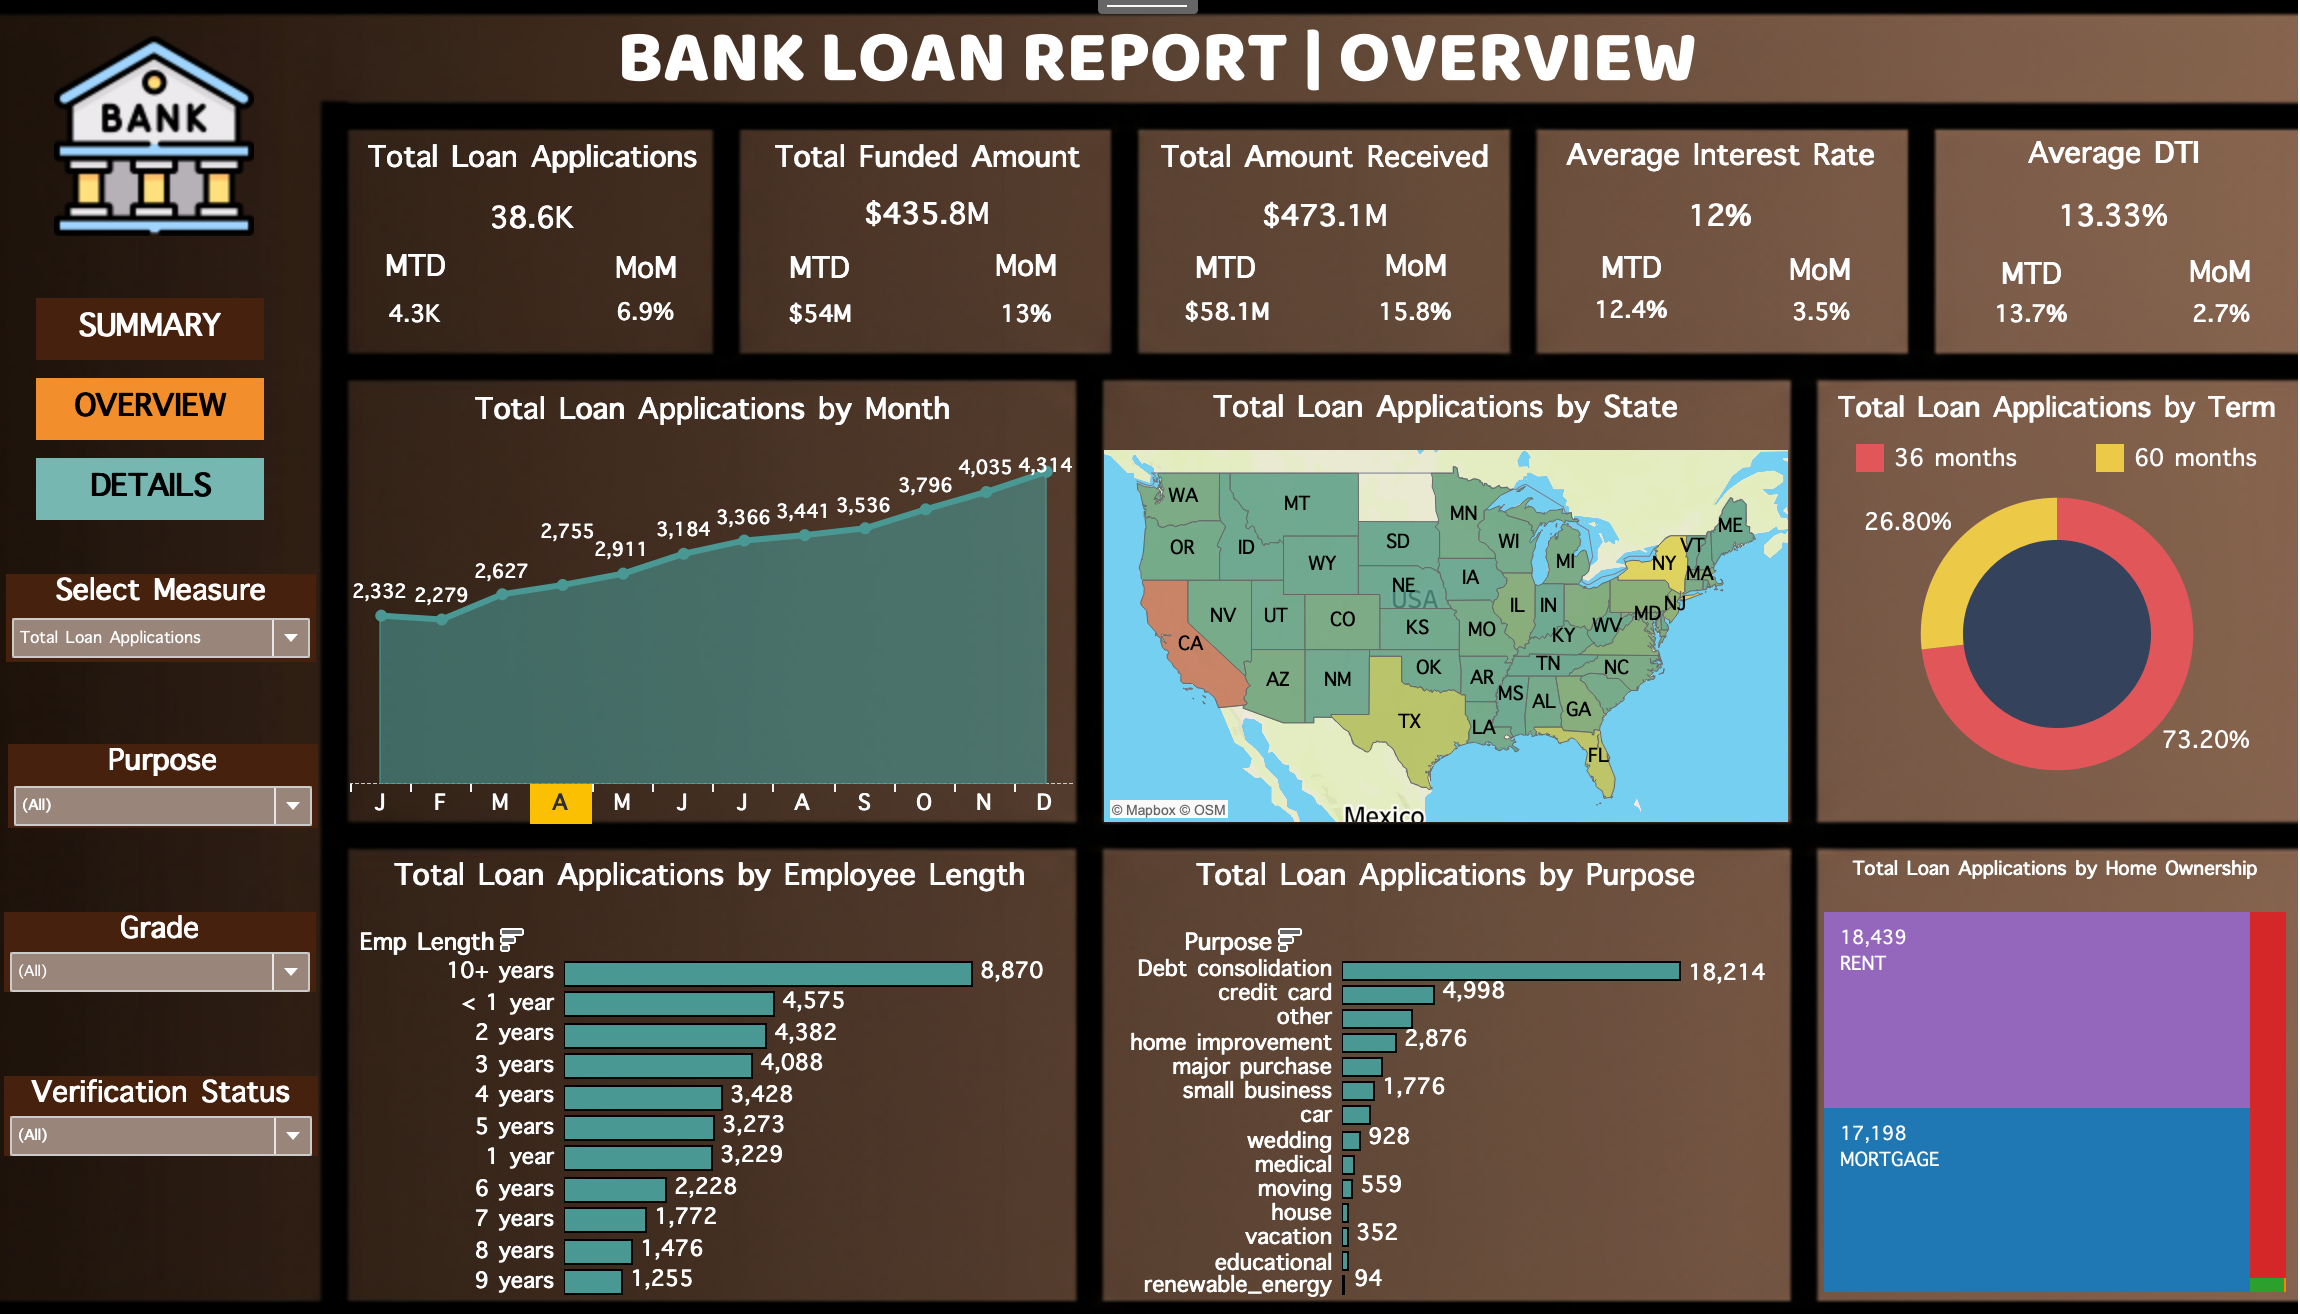 BANK LOAN REPORT | OVERVIEW
BANK
SUMMARY
OVERVIEW
DETAILS
Select Measure
Total Loan Applications
Purpose
(All)
Grade
(All)
Verification Status
(All)
Total Loan Applications
38.6K
MTD MoM
4.3K 6.9%
Total Funded Amount
$435.8M
MTD MoM
$54M 13%
Total Amount Received
$473.1M
MTD MoM
$58.1M 15.8%
Average Interest Rate
12%
MTD MoM
12.4% 3.5%
Average DTI
13.33%
MTD MoM
13.7% 2.7%
Total Loan Applications by Month
2,332 2,279 2,627 2,755 2,911 3,184 3,366 3,441 3,536 3,796 4,035 4,314
J F M A M J J A S O N D
Total Loan Applications by State
WA MT MN ME
OR ID SD WI VT
WY MI NY MA
NE IA
USA
NV UT CO IL IN MD NJ
KS MO KY WV
CA
AZ NM OK AR TN NC
MS AL GA
TX LA
FL
Mexico
© Mapbox © OSM
Total Loan Applications by Term
36 months 60 months
26.80%
73.20%
Total Loan Applications by Employee Length
Emp Length
10+ years 8,870
< 1 year 4,575
2 years 4,382
3 years 4,088
4 years 3,428
5 years 3,273
1 year 3,229
6 years 2,228
7 years 1,772
8 years 1,476
9 years 1,255
Total Loan Applications by Purpose
Purpose
Debt consolidation 18,214
credit card 4,998
other
home improvement 2,876
major purchase
small business 1,776
car
wedding 928
medical
moving 559
house
vacation 352
educational
renewable_energy 94
Total Loan Applications by Home Ownership
18,439
RENT
17,198
MORTGAGE